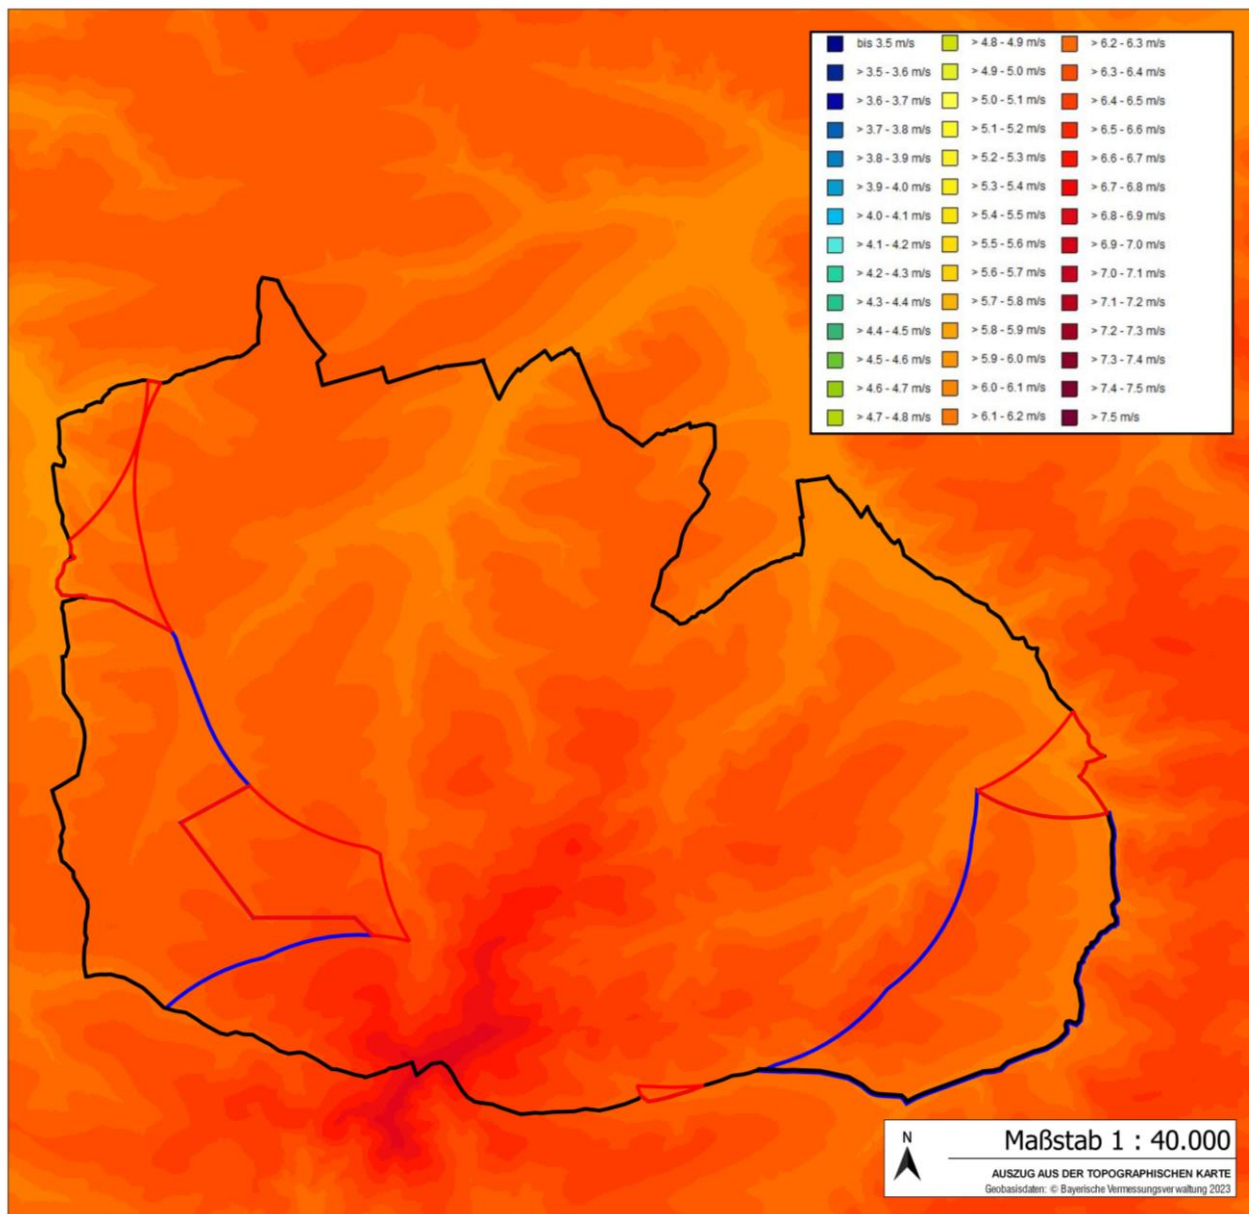 bis 3.5 m/s
> 3.5 - 3.6 m/s
> 3.6 - 3.7 m/s
> 3.7 - 3.8 m/s
> 3.8 - 3.9 m/s
> 3.9 - 4.0 m/s
> 4.0 - 4.1 m/s
> 4.1 - 4.2 m/s
> 4.2 - 4.3 m/s
> 4.3 - 4.4 m/s
> 4.4 - 4.5 m/s
> 4.5 - 4.6 m/s
> 4.6 - 4.7 m/s
> 4.7 - 4.8 m/s
> 4.8 - 4.9 m/s
> 4.9 - 5.0 m/s
> 5.0 - 5.1 m/s
> 5.1 - 5.2 m/s
> 5.2 - 5.3 m/s
> 5.3 - 5.4 m/s
> 5.4 - 5.5 m/s
> 5.5 - 5.6 m/s
> 5.6 - 5.7 m/s
> 5.7 - 5.8 m/s
> 5.8 - 5.9 m/s
> 5.9 - 6.0 m/s
> 6.0 - 6.1 m/s
> 6.1 - 6.2 m/s
> 6.2 - 6.3 m/s
> 6.3 - 6.4 m/s
> 6.4 - 6.5 m/s
> 6.5 - 6.6 m/s
> 6.6 - 6.7 m/s
> 6.7 - 6.8 m/s
> 6.8 - 6.9 m/s
> 6.9 - 7.0 m/s
> 7.0 - 7.1 m/s
> 7.1 - 7.2 m/s
> 7.2 - 7.3 m/s
> 7.3 - 7.4 m/s
> 7.4 - 7.5 m/s
> 7.5 m/s
N
Maßstab 1 : 40.000
AUSZUG AUS DER TOPOGRAPHISCHEN KARTE
Geobasisdaten: © Bayerische Vermessungsverwaltung 2023